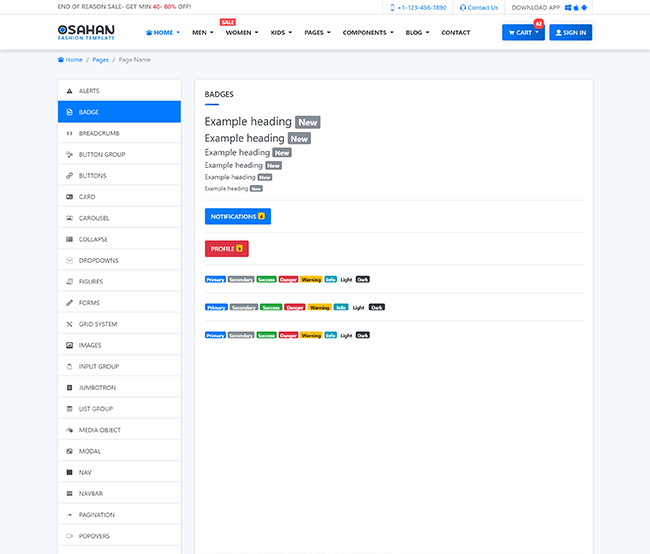 END OF REASON SALE- GET MIN 40- 80% OFF!
+1-123-456-7890
Contact Us
DOWNLOAD APP
OSAHAN
FASHION TEMPLATE
HOME
MEN
SALE
WOMEN
KIDS
PAGES
COMPONENTS
BLOG
CONTACT
CART
02
SIGN IN
Home / Pages / Page Name
ALERTS
BADGE
BREADCRUMB
BUTTON GROUP
BUTTONS
CARD
CAROUSEL
COLLAPSE
DROPDOWNS
FIGURES
FORMS
GRID SYSTEM
IMAGES
INPUT GROUP
JUMBOTRON
LIST GROUP
MEDIA OBJECT
MODAL
NAV
NAVBAR
PAGINATION
POPOVERS
BADGES
Example heading New
Example heading New
Example heading New
Example heading New
Example heading New
Example heading New
NOTIFICATIONS 4
PROFILE 9
Primary Secondary Success Danger Warning Info Light Dark
Primary Secondary Success Danger Warning Info Light Dark
Primary Secondary Success Danger Warning Info Light Dark